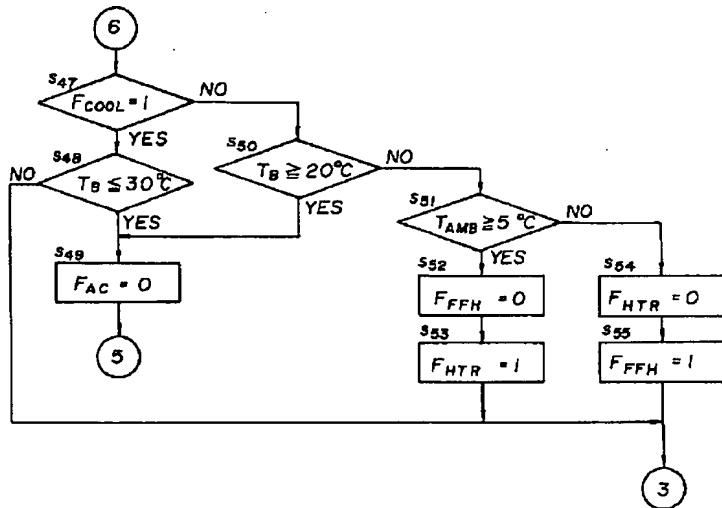 6
S47
F_COOL = 1
NO
YES
S48
NO
T_B ≦ 30°C
YES
S50
T_B ≧ 20°C
NO
YES
S51
T_AMB ≧ 5°C
NO
YES
S49
F_AC = 0
5
S52
F_FFH = 0
S53
F_HTR = 1
S54
F_HTR = 0
S55
F_FFH = 1
3